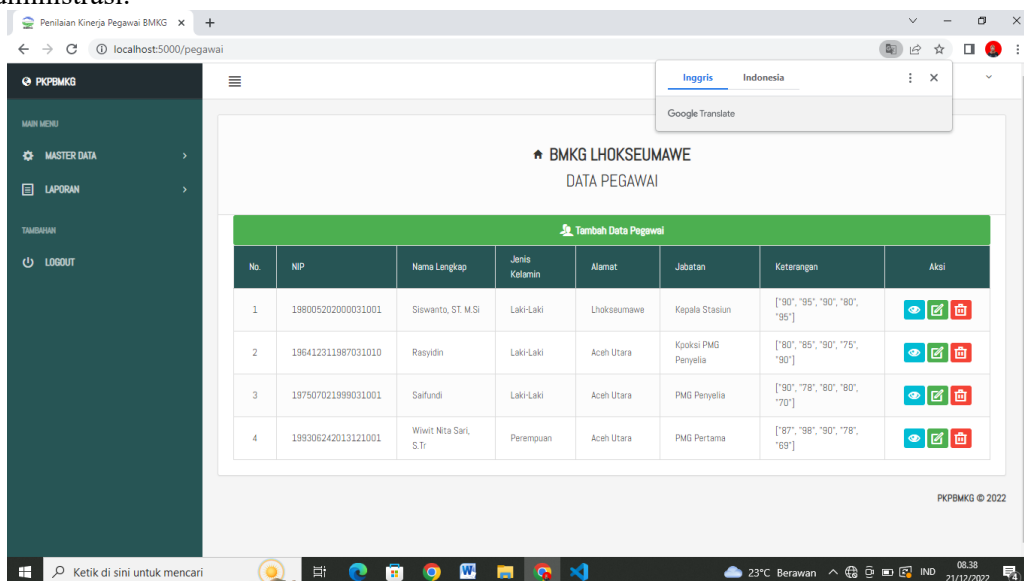 Penilaian Kinerja Pegawai BMKG
localhost:5000/pegawai
PKPBMKG
Inggris Indonesia
Google Translate
MAIN MENU
MASTER DATA
LAPORAN
TAMBAHAN
LOGOUT
BMKG LHOKSEUMAWE
DATA PEGAWAI
Tambah Data Pegawai
No. NIP Nama Lengkap Jenis Kelamin Alamat Jabatan Keterangan Aksi
1 198005202000031001 Siswanto, ST. M.Si Laki-Laki Lhokseumawe Kepala Stasiun ["90", "95", "90", "80", "95"]
2 196412311987031010 Rasyidin Laki-Laki Aceh Utara Kpoksi PMG Penyelia ["80", "85", "90", "75", "90"]
3 197507021999031001 Saifundi Laki-Laki Aceh Utara PMG Penyelia ["90", "78", "80", "80", "70"]
4 199306242013121001 Wiwit Nita Sari, S.Tr Perempuan Aceh Utara PMG Pertama ["87", "98", "90", "78", "69"]
PKPBMKG © 2022
Ketik di sini untuk mencari
23°C Berawan
IND
08.38
21/12/2022